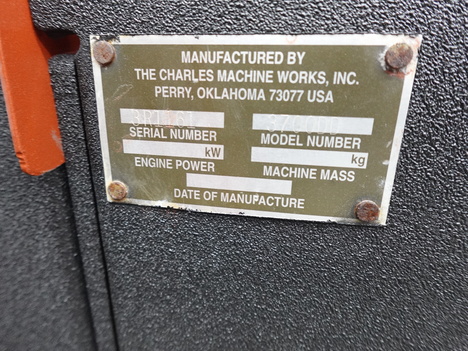 MANUFACTURED BY
THE CHARLES MACHINE WORKS, INC.
PERRY, OKLAHOMA 73077 USA
SERIAL NUMBER
MODEL NUMBER
kW
kg
ENGINE POWER
MACHINE MASS
DATE OF MANUFACTURE